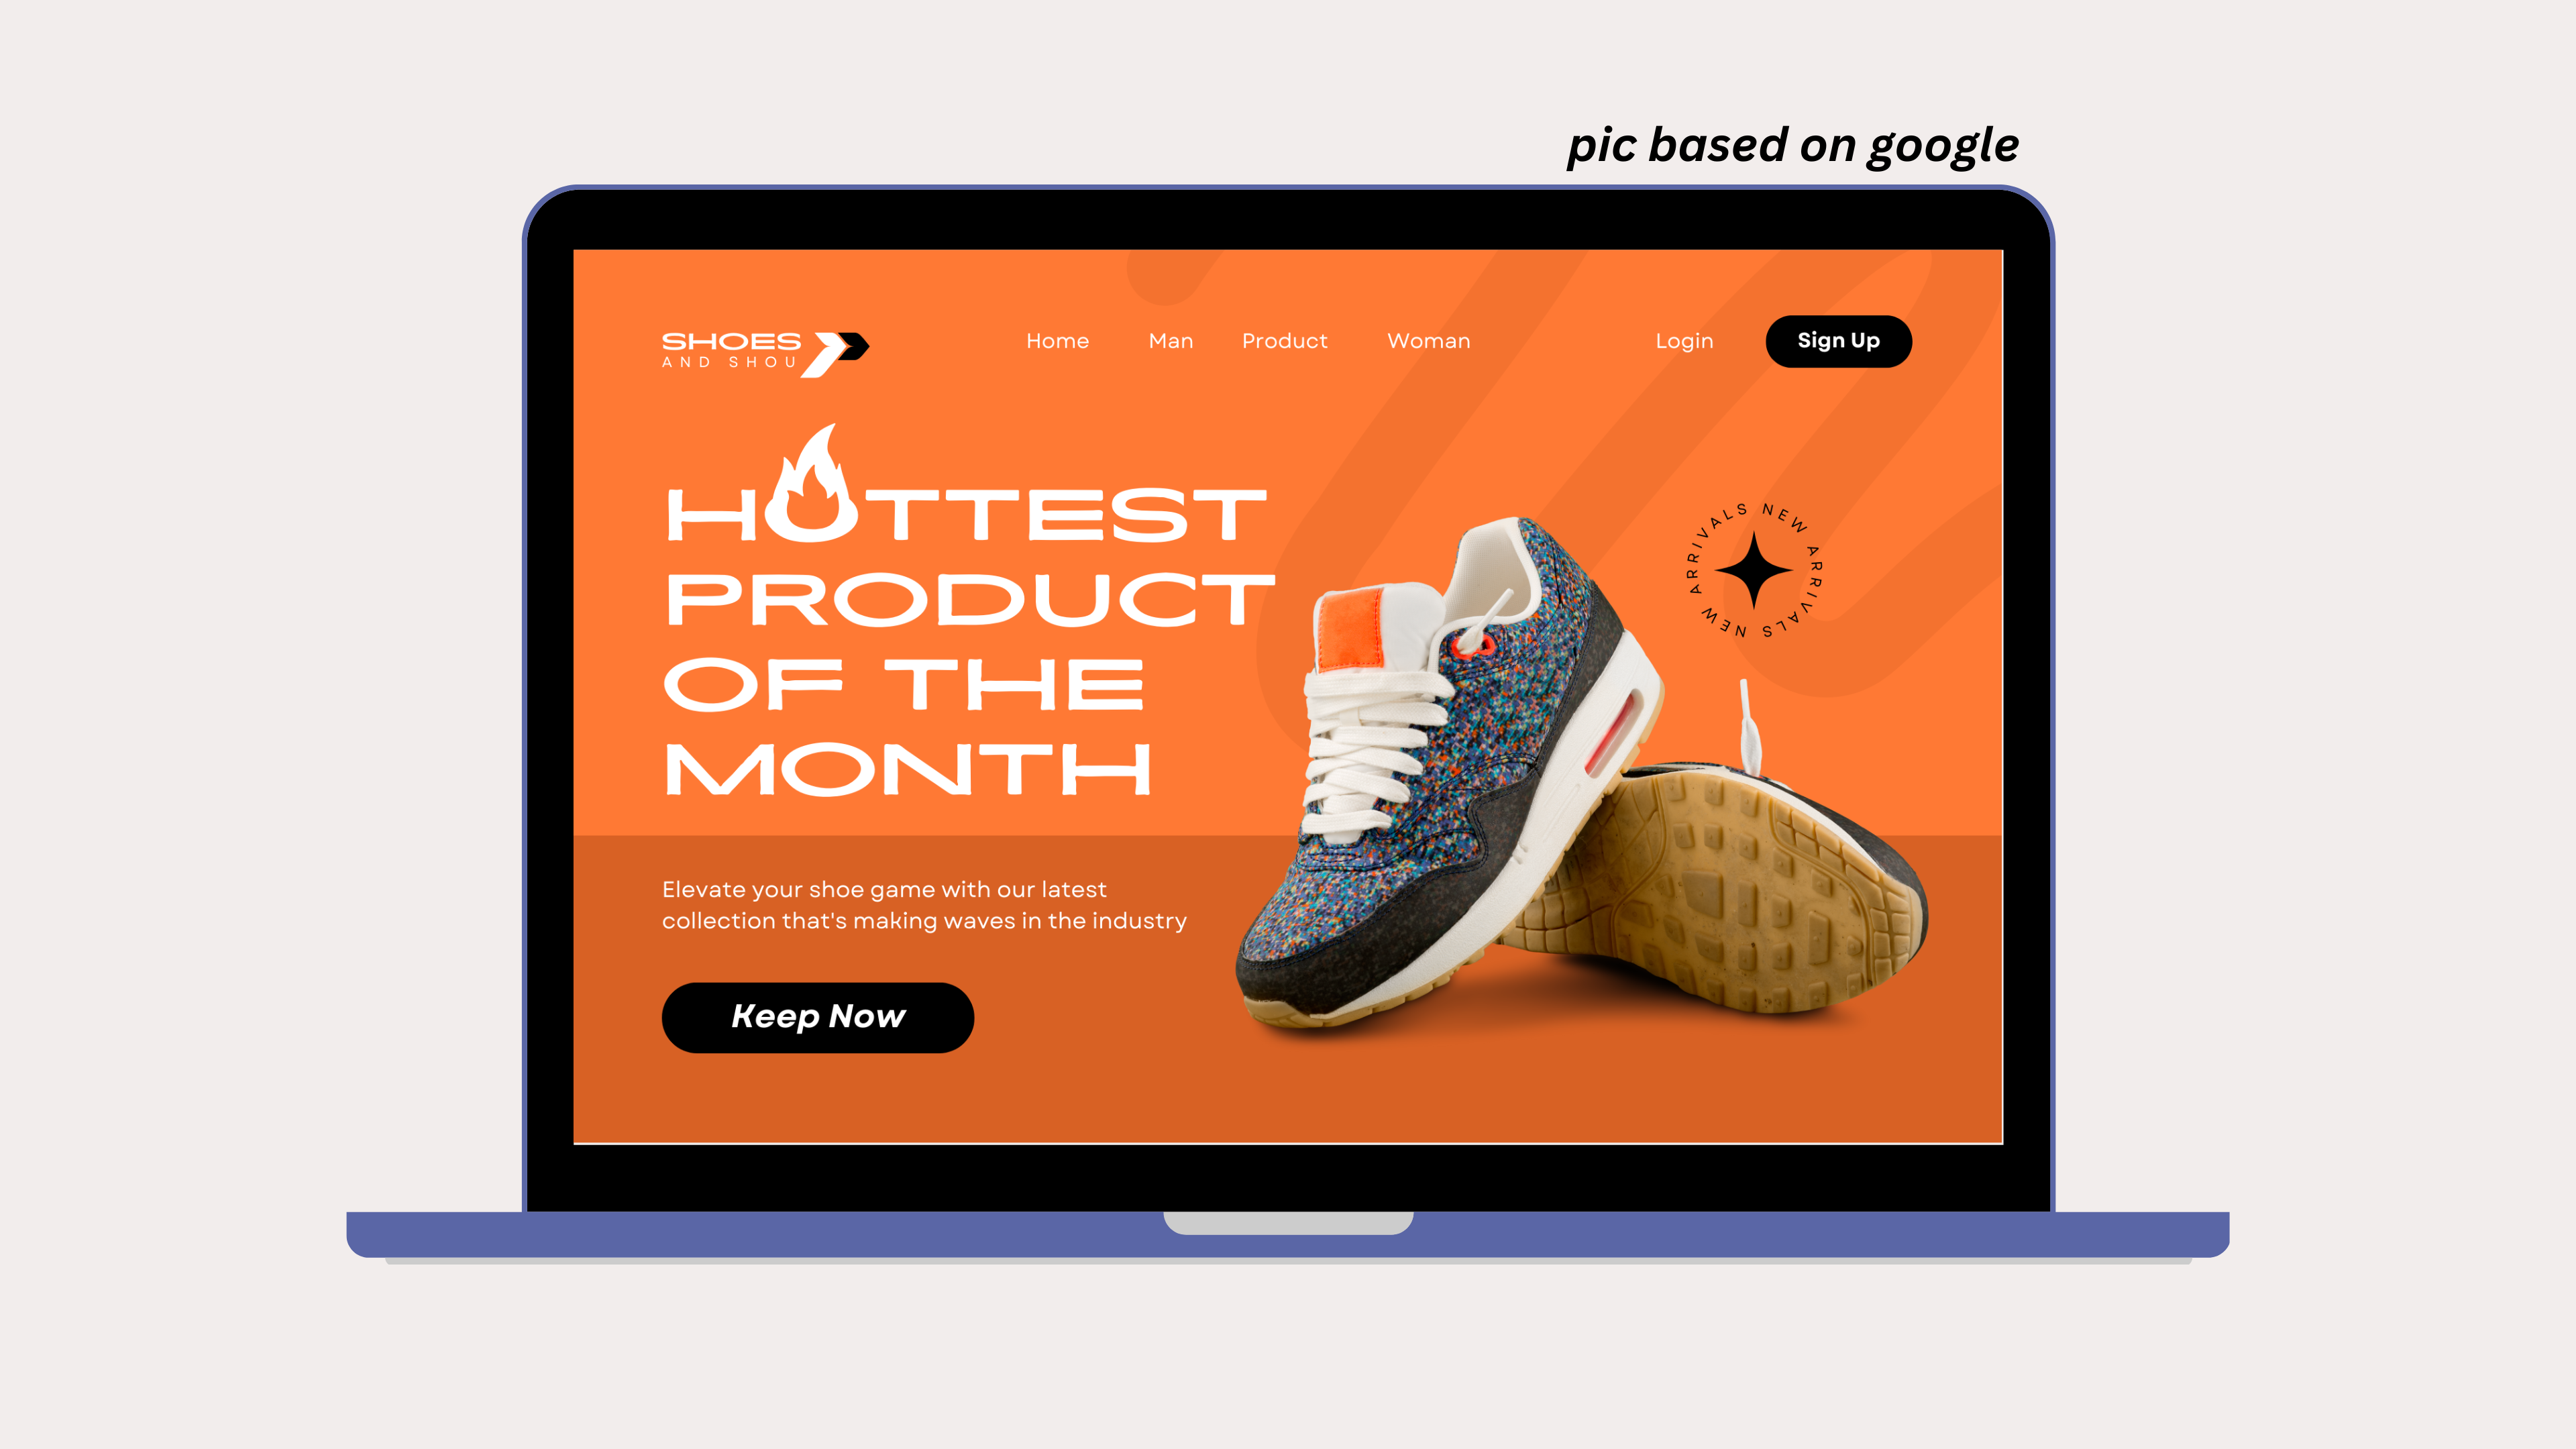 pic based on google
SHOES
AND SHOU
Home Man Product Woman Login Sign Up
HOTTEST
PRODUCT
OF THE
MONTH
NEW ARRIVALS NEW ARRIVALS
Elevate your shoe game with our latest
collection that's making waves in the industry
Keep Now